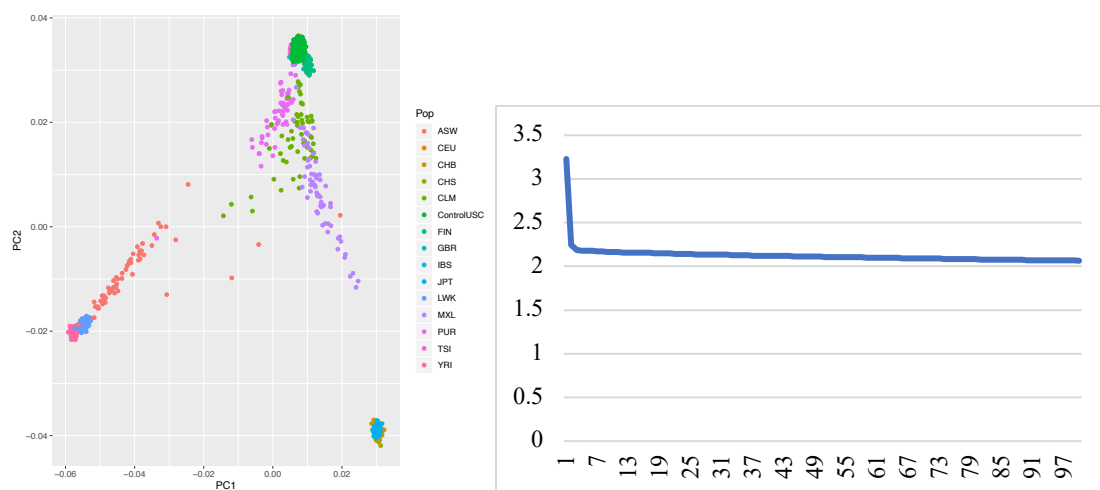 0.04
0.02
0.00
−0.02
−0.04
PC2
−0.06
−0.04
−0.02
0.00
0.02
PC1
Pop
ASW
CEU
CHB
CHS
CLM
ControlUSC
FIN
GBR
IBS
JPT
LWK
MXL
PUR
TSI
YRI
3.5
3
2.5
2
1.5
1
0.5
0
1 7 13 19 25 31 37 43 49 55 61 67 73 79 85 91 97